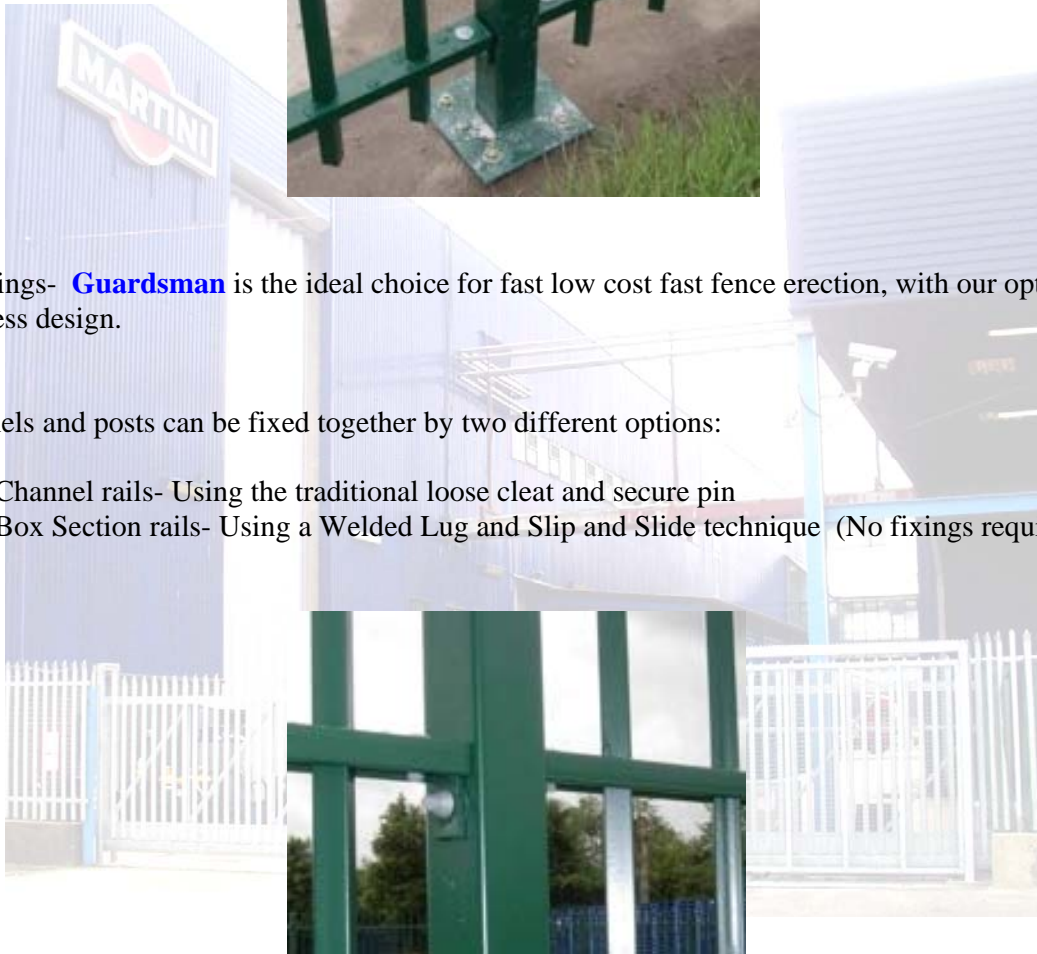 MARTINI
ings- Guardsman is the ideal choice for fast low cost fast fence erection, with our opt
ess design.
els and posts can be fixed together by two different options:
Channel rails- Using the traditional loose cleat and secure pin
Box Section rails- Using a Welded Lug and Slip and Slide technique (No fixings requi